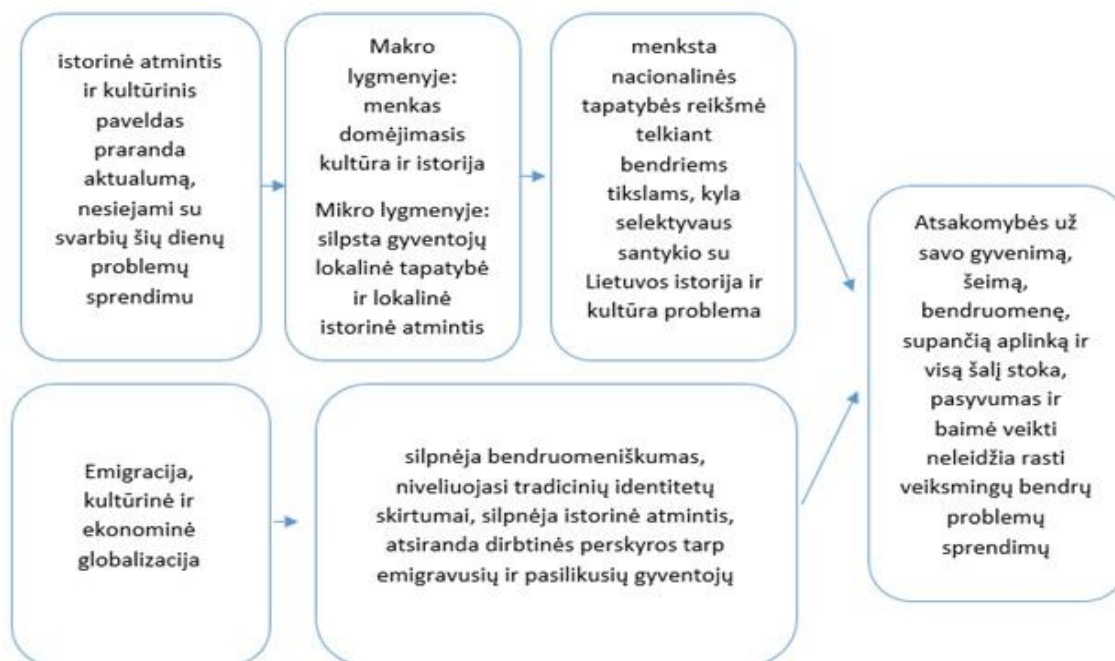 istorinė atmintis
ir kultūrinis
paveldas
praranda
aktualumą,
nesiejami su
svarbių šių dienų
problemų
sprendimu
Makro
lygmenyje:
menkas
domėjimasis
kultūra ir istorija
Mikro lygmenyje:
silpsta gyventojų
lokalinė tapatybė
ir lokalinė
istorinė atmintis
menksta
nacionalinės
tapatybės reikšmė
telkiant
bendriems
tikslams, kyla
selektyvaus
santykio su
Lietuvos istorija ir
kultūra problema
Emigracija,
kultūrinė ir
ekonominė
globalizacija
silpnėja bendruomeniškumas,
niveliuojasi tradicinių identitetų
skirtumai, silpnėja istorinė atmintis,
atsiranda dirbtinės perskyros tarp
emigravusių ir pasilikusių gyventojų
Atsakomybės už
savo gyvenimą,
šeimą,
bendruomenę,
supančią aplinką ir
visą šalį stoka,
pasyvumas ir
baimė veikti
neleidžia rasti
veiksmingų bendrų
problemų
sprendimų